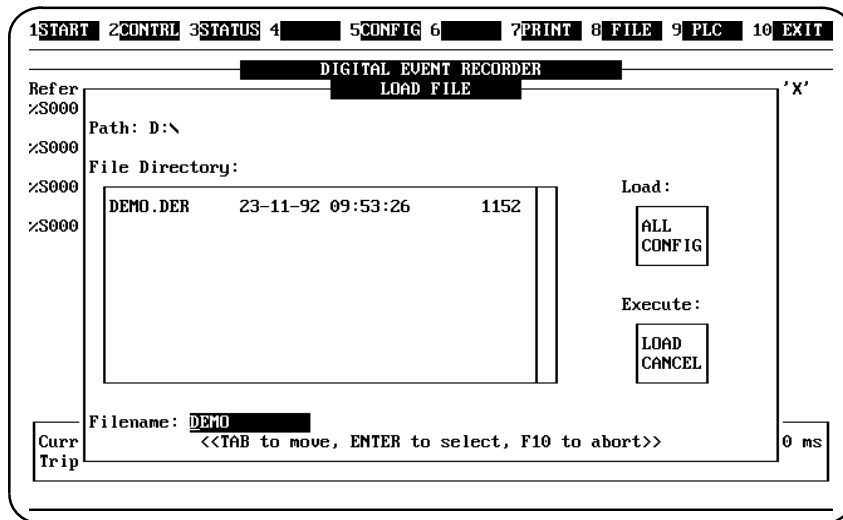 1START 2CONTRL 3STATUS 4 5CONFIG 6 7PRINT 8 FILE 9 PLC 10 EXIT
DIGITAL EVENT RECORDER
Refer LOAD FILE 'X'
%S000
Path: D:\
%S000
File Directory:
%S000 Load:
DEMO.DER 23-11-92 09:53:26 1152
%S000 ALL
CONFIG
Execute:
LOAD
CANCEL
Filename: DEMO
Curr <<TAB to move, ENTER to select, F10 to abort>> 0 ms
Trip